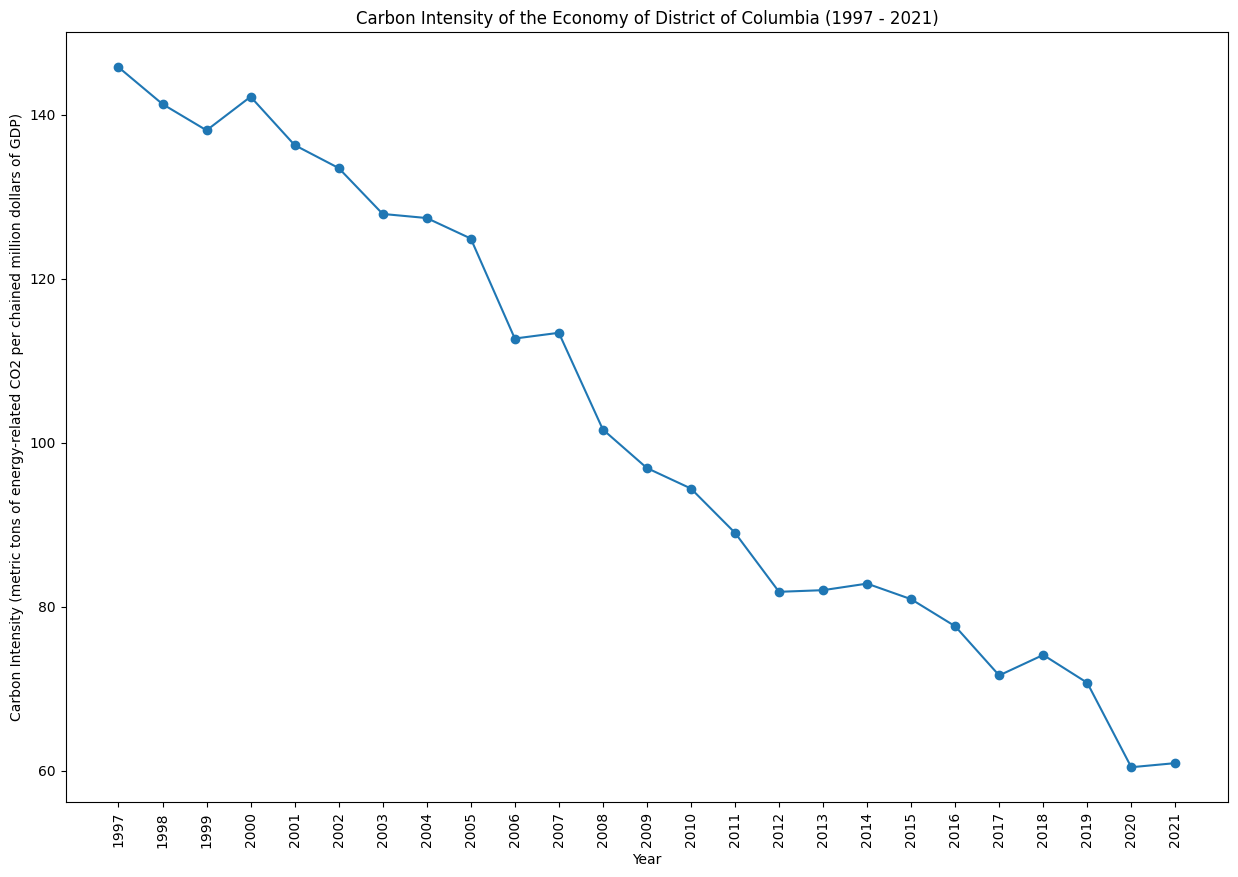 Carbon Intensity of the Economy of District of Columbia (1997 - 2021)
Carbon Intensity (metric tons of energy-related CO2 per chained million dollars of GDP)
140
120
100
80
60
1997 1998 1999 2000 2001 2002 2003 2004 2005 2006 2007 2008 2009 2010 2011 2012 2013 2014 2015 2016 2017 2018 2019 2020 2021
Year